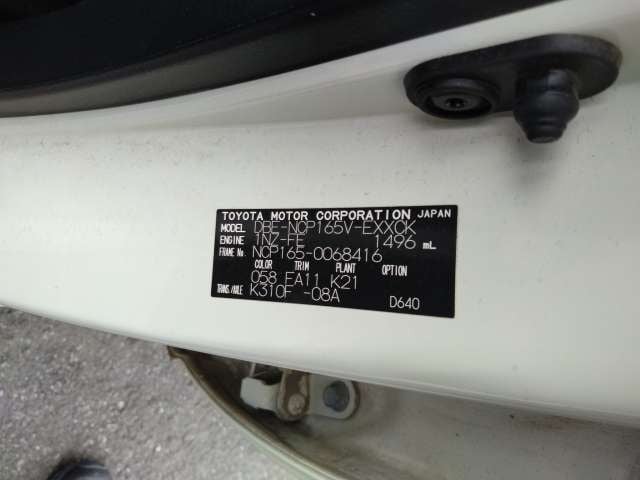 TOYOTA MOTOR CORPORATION JAPAN
MODEL DBE-NCP165V-EXXCK
ENGINE 1NZ-FE 1496 mL
FRAME No. NCP165-0068416
COLOR TRIM PLANT OPTION
058 FA11 K21
TRANS./AXLE K310F -08A
D640